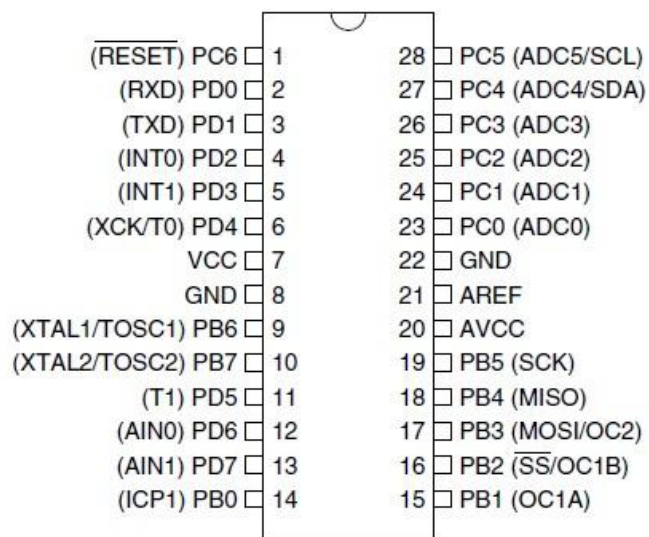 (RESET) PC6 1 28 PC5 (ADC5/SCL)
(RXD) PD0 2 27 PC4 (ADC4/SDA)
(TXD) PD1 3 26 PC3 (ADC3)
(INT0) PD2 4 25 PC2 (ADC2)
(INT1) PD3 5 24 PC1 (ADC1)
(XCK/T0) PD4 6 23 PC0 (ADC0)
VCC 7 22 GND
GND 8 21 AREF
(XTAL1/TOSC1) PB6 9 20 AVCC
(XTAL2/TOSC2) PB7 10 19 PB5 (SCK)
(T1) PD5 11 18 PB4 (MISO)
(AIN0) PD6 12 17 PB3 (MOSI/OC2)
(AIN1) PD7 13 16 PB2 (SS/OC1B)
(ICP1) PB0 14 15 PB1 (OC1A)